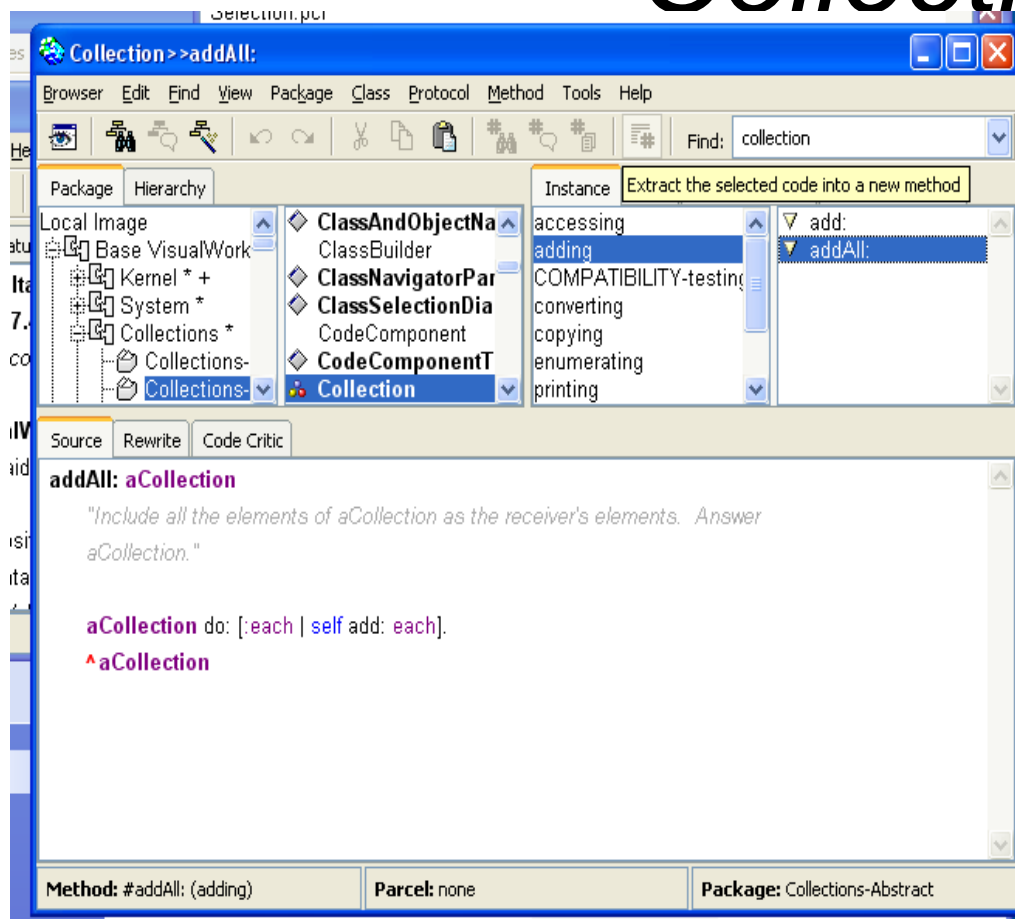 Selection.pcl
Collection>>addAll:
Browser Edit Find View Package Class Protocol Method Tools Help
Find: collection
Package Hierarchy
Instance
Extract the selected code into a new method
Local Image
Base VisualWork
Kernel * +
System *
Collections *
Collections-
Collections-
ClassAndObjectNa
ClassBuilder
ClassNavigatorPar
ClassSelectionDia
CodeComponent
CodeComponentT
Collection
accessing
adding
COMPATIBILITY-testing
converting
copying
enumerating
printing
add:
addAll:
Source Rewrite Code Critic
addAll: aCollection
"Include all the elements of aCollection as the receiver's elements. Answer
aCollection."
aCollection do: [:each | self add: each].
^aCollection
Method: #addAll: (adding)
Parcel: none
Package: Collections-Abstract